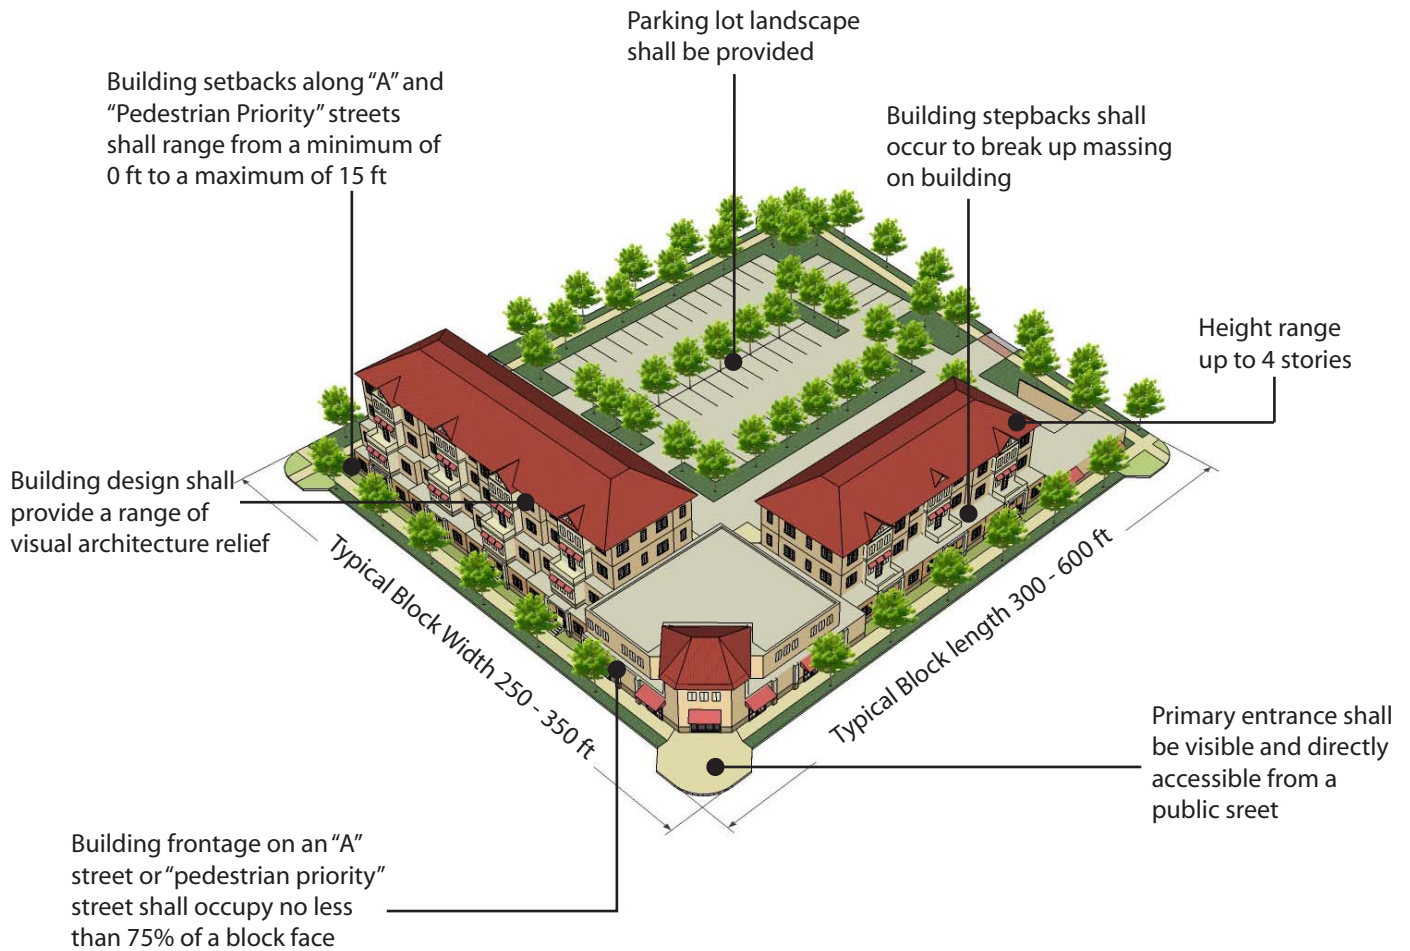 Parking lot landscape
shall be provided
Building setbacks along “A” and
“Pedestrian Priority” streets
shall range from a minimum of
0 ft to a maximum of 15 ft
Building stepbacks shall
occur to break up massing
on building
Height range
up to 4 stories
Building design shall
provide a range of
visual architecture relief
Typical Block Width 250 - 350 ft
Typical Block length 300 - 600 ft
Primary entrance shall
be visible and directly
accessible from a
public sreet
Building frontage on an “A”
street or “pedestrian priority”
street shall occupy no less
than 75% of a block face